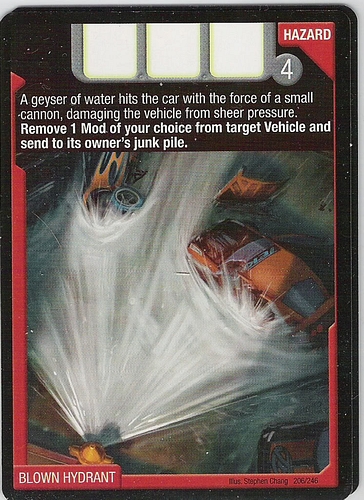 HAZARD
4
A geyser of water hits the car with the force of a small
cannon, damaging the vehicle from sheer pressure.
Remove 1 Mod of your choice from target Vehicle and
send to its owner's junk pile.
BLOWN HYDRANT
Illus. Stephen Chang 206/246